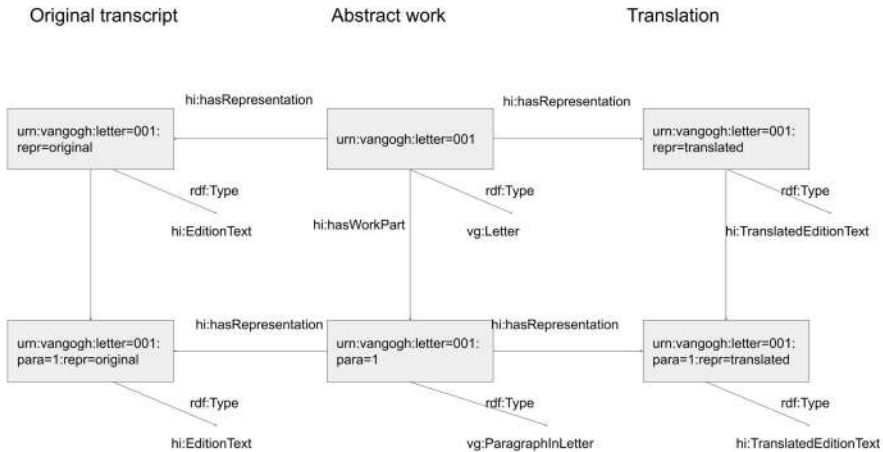 Original transcript
Abstract work
Translation
hi:hasRepresentation
hi:hasRepresentation
urn:vangogh:letter=001:
repr=original
urn:vangogh:letter=001
urn:vangogh:letter=001:
repr=translated
rdf:Type
rdf:Type
rdf:Type
hi:EditionText
hi:hasWorkPart
vg:Letter
hi:TranslatedEditionText
hi:hasRepresentation
hi:hasRepresentation
urn:vangogh:letter=001:
para=1:repr=original
urn:vangogh:letter=001:
para=1
urn:vangogh:letter=001:
para=1:repr=translated
rdf:Type
rdf:Type
rdf:Type
hi:EditionText
vg:ParagraphInLetter
hi:TranslatedEditionText